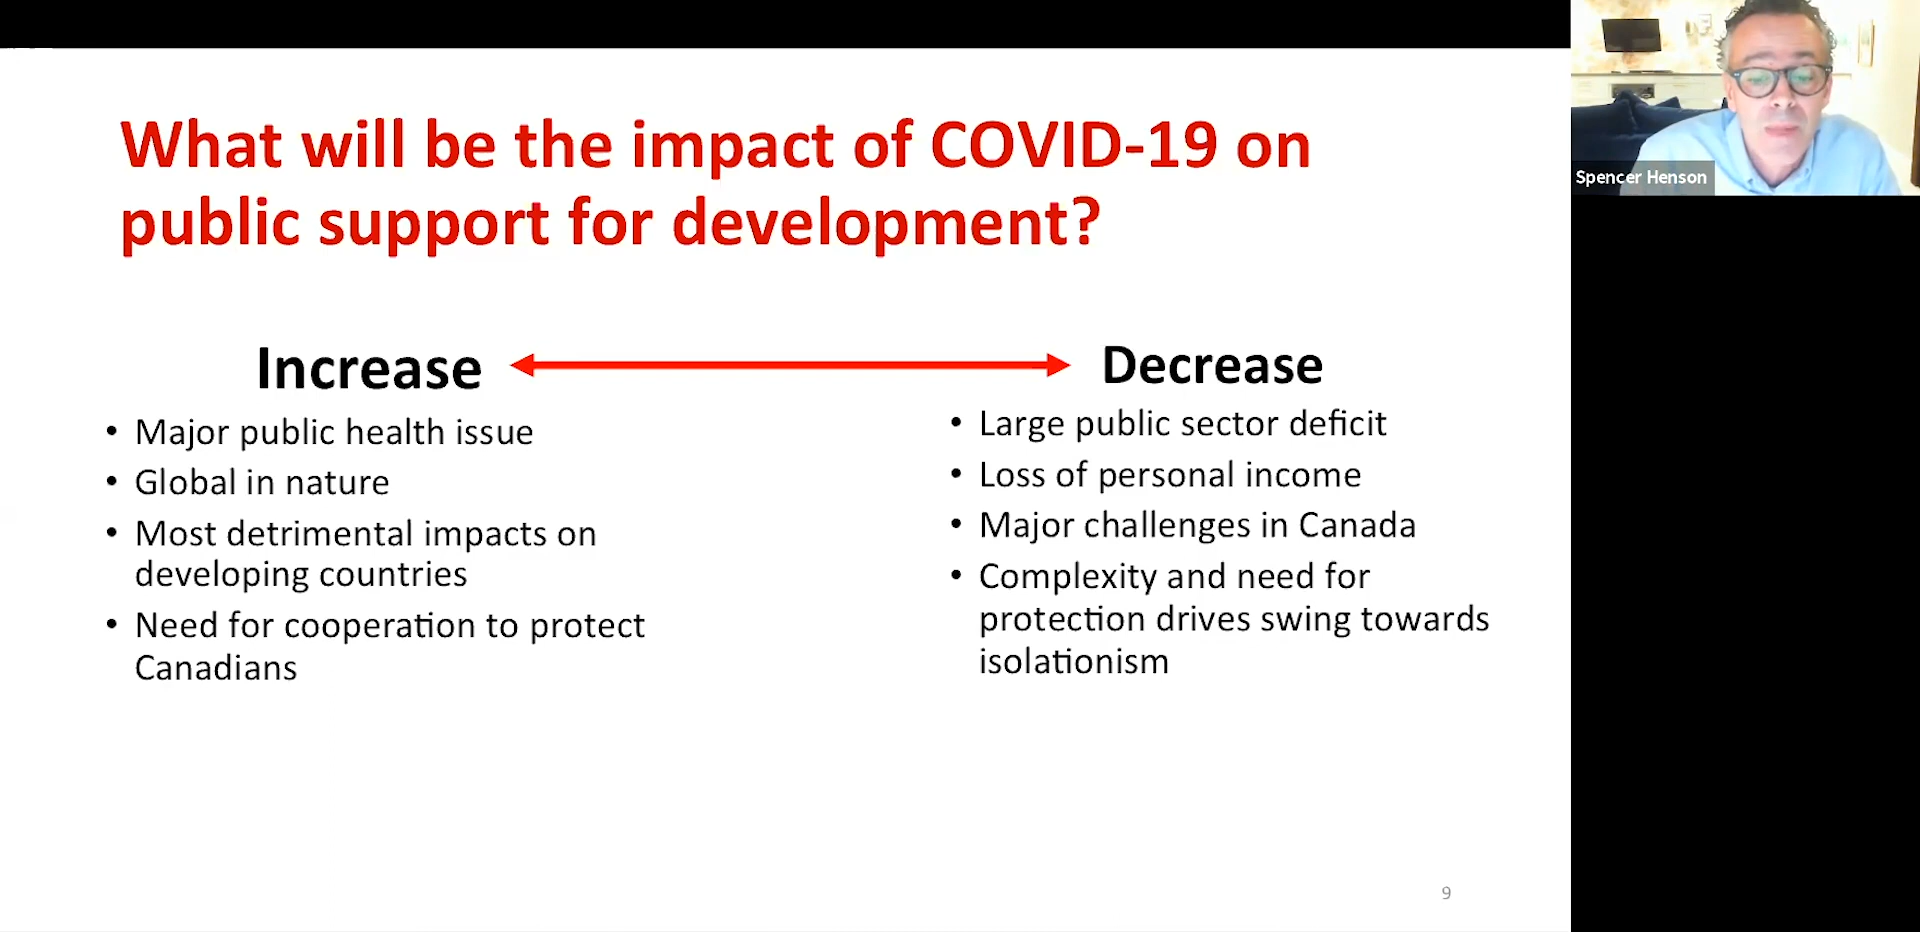 What will be the impact of COVID-19 on
public support for development?
Increase
• Major public health issue
• Global in nature
• Most detrimental impacts on
developing countries
• Need for cooperation to protect
Canadians
Decrease
• Large public sector deficit
• Loss of personal income
• Major challenges in Canada
• Complexity and need for
protection drives swing towards
isolationism
9
Spencer Henson